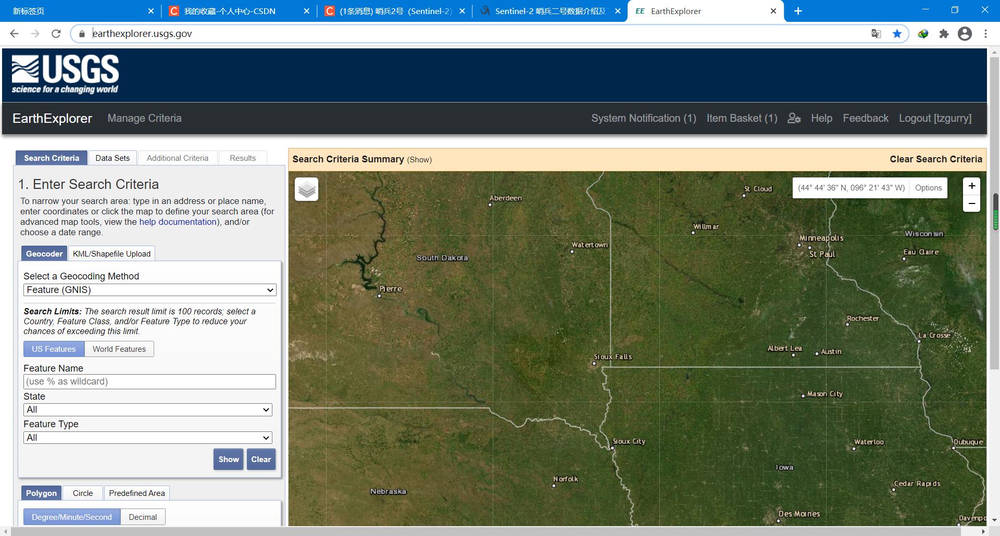 新标签页
我的收藏-个人中心-CSDN
(1条消息) 哨兵2号（Sentinel-2)
Sentinel-2 哨兵二号数据介绍及
EarthExplorer
earthexplorer.usgs.gov
USGS
science for a changing world
EarthExplorer
Manage Criteria
System Notification (1)
Item Basket (1)
Help
Feedback
Logout [tzgurry]
Search Criteria
Data Sets
Additional Criteria
Results
1. Enter Search Criteria
To narrow your search area: type in an address or place name,
enter coordinates or click the map to define your search area (for
advanced map tools, view the help documentation), and/or
choose a date range.
Geocoder
KML/Shapefile Upload
Select a Geocoding Method
Feature (GNIS)
Search Limits: The search result limit is 100 records; select a
Country, Feature Class, and/or Feature Type to reduce your
chances of exceeding this limit.
US Features
World Features
Feature Name
(use % as wildcard)
State
All
Feature Type
All
Show
Clear
Polygon
Circle
Predefined Area
Degree/Minute/Second
Decimal
Search Criteria Summary (Show)
Clear Search Criteria
(44° 44' 36" N, 096° 21' 43" W)
Options
+
−
St Cloud
Aberdeen
Willmar
Wisconsin
Minneapolis
Watertown
Eau Claire
St Paul
South Dakota
Pierre
Rochester
La Crosse
Albert Lea
Austin
Sioux Falls
Mason City
Sioux City
Waterloo
Dubuque
Iowa
Norfolk
Cedar Rapids
Nebraska
Des Moines
Davenpo